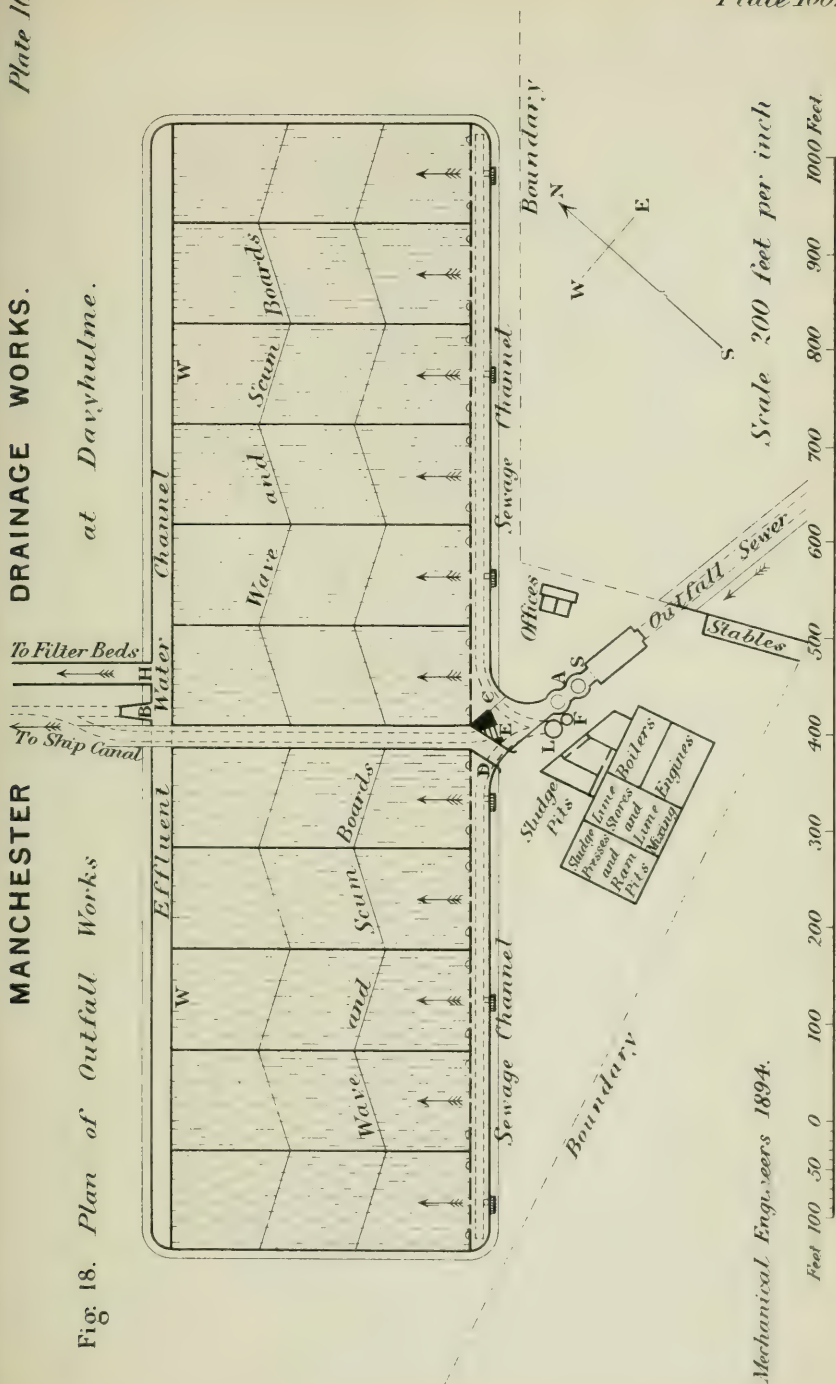 Plate 100.
MANCHESTER DRAINAGE WORKS.
Fig: 18. Plan of Outfall Works at Davyhulme.
To Ship Canal
To Filter Beds
B
H
Effluent Water Channel
W
W
Wave and Scum Boards
Wave and Scum Boards
Sewage Channel
Sewage Channel
D
E
C
L
F
A
S
Sludge Pits
Sludge Presses and Ram Pits
Lime Stores and Lime Mixing
Boilers
Engines
Offices
Outfall Sewer
Stables
Boundary
Boundary
N
W
E
S
Scale 200 feet per inch
Mechanical Engineers 1894.
Feet 100 50 0 100 200 300 400 500 600 700 800 900 1000 Feet.